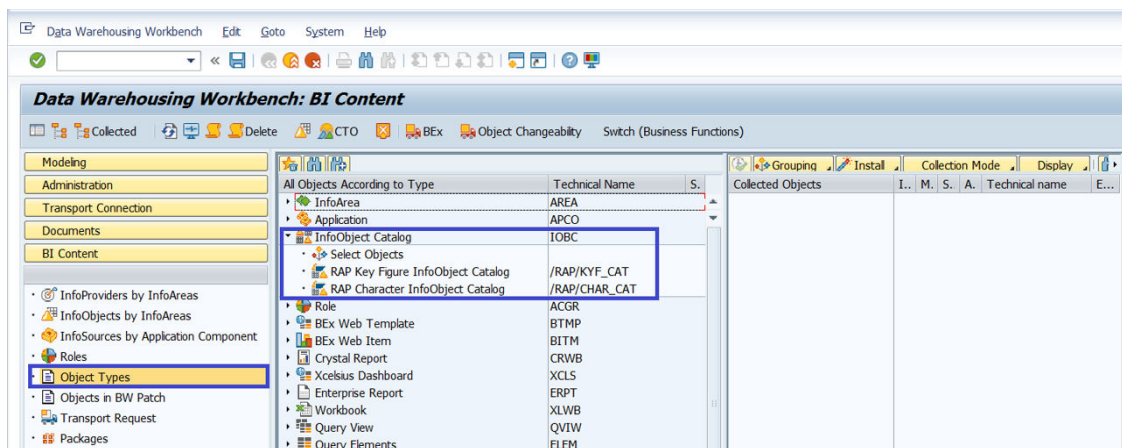 Data Warehousing Workbench Edit Goto System Help
Data Warehousing Workbench: BI Content
Collected Delete CTO BEx Object Changeability Switch (Business Functions)
Modeling
Administration
Transport Connection
Documents
BI Content
InfoProviders by InfoAreas
InfoObjects by InfoAreas
InfoSources by Application Component
Roles
Object Types
Objects in BW Patch
Transport Request
Packages
All Objects According to Type Technical Name S.
InfoArea AREA
Application APCO
InfoObject Catalog IOBC
Select Objects
RAP Key Figure InfoObject Catalog /RAP/KYF_CAT
RAP Character InfoObject Catalog /RAP/CHAR_CAT
Role ACGR
BEx Web Template BTMP
BEx Web Item BITM
Crystal Report CRWB
Xcelsius Dashboard XCLS
Enterprise Report ERPT
Workbook XLWB
Query View QVIW
Query Elements ELEM
Grouping Install Collection Mode Display
Collected Objects I.. M. S. A. Technical name E...